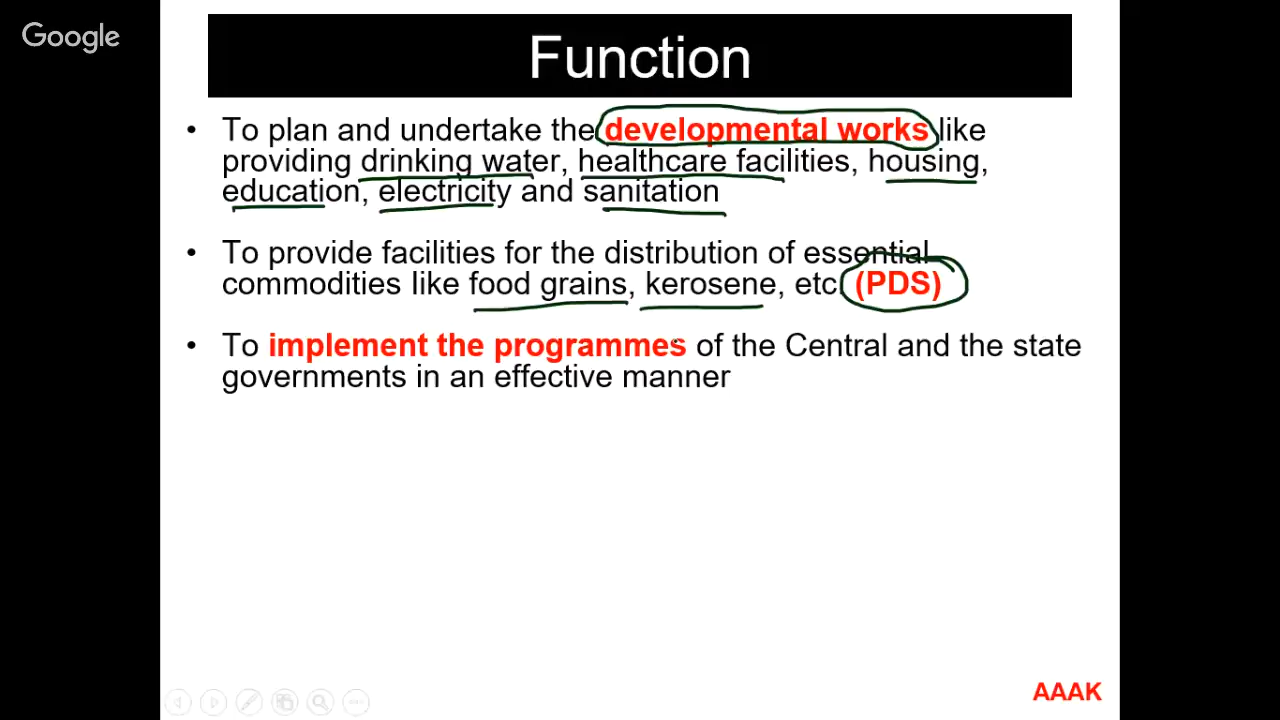 Google
Function
• To plan and undertake the developmental works like
providing drinking water, healthcare facilities, housing,
education, electricity and sanitation
• To provide facilities for the distribution of essential
commodities like food grains, kerosene, etc (PDS)
• To implement the programmes of the Central and the state
governments in an effective manner
AAAK